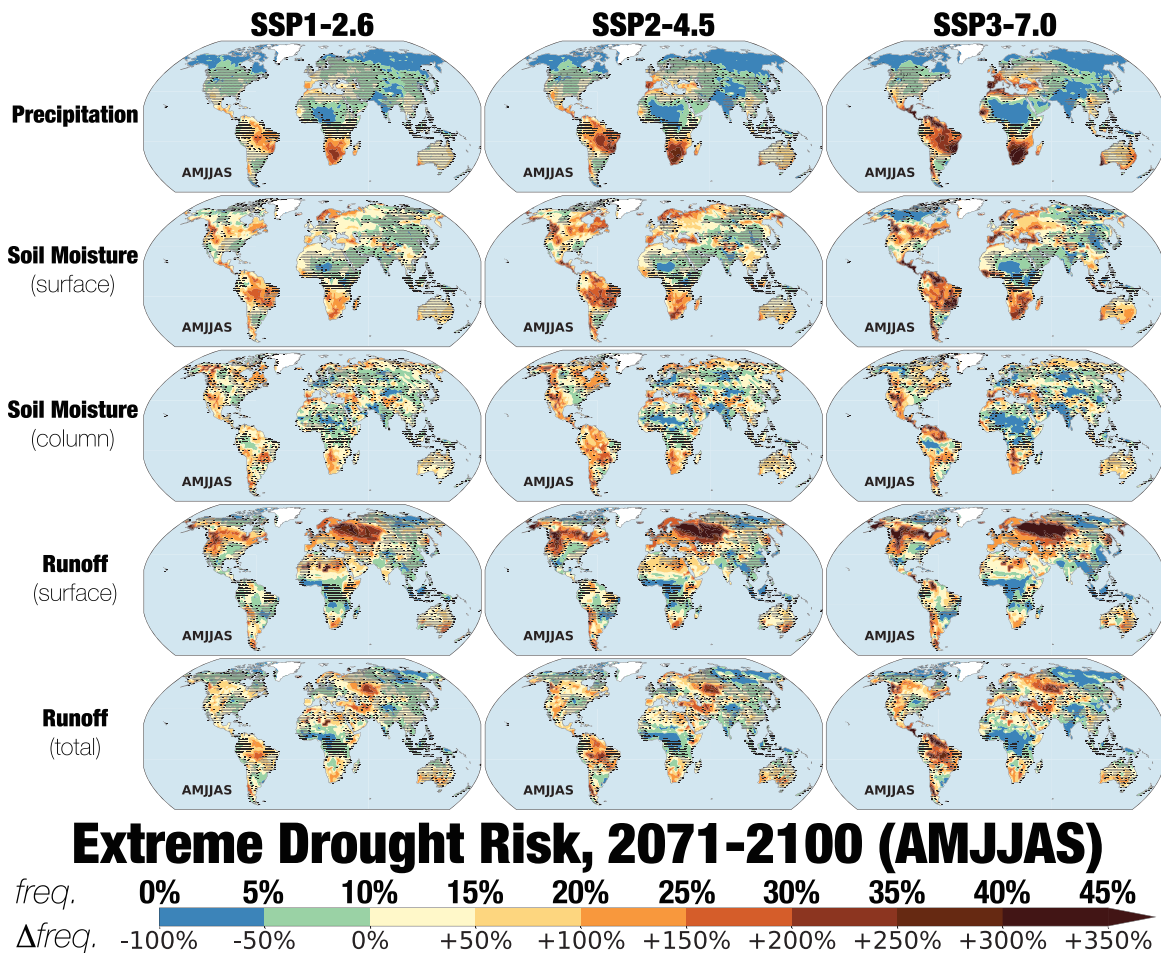 SSP1-2.6 SSP2-4.5 SSP3-7.0
Precipitation
AMJJAS AMJJAS AMJJAS
Soil Moisture
(surface)
AMJJAS AMJJAS AMJJAS
Soil Moisture
(column)
AMJJAS AMJJAS AMJJAS
Runoff
(surface)
AMJJAS AMJJAS AMJJAS
Runoff
(total)
AMJJAS AMJJAS AMJJAS
Extreme Drought Risk, 2071-2100 (AMJJAS)
freq. 0% 5% 10% 15% 20% 25% 30% 35% 40% 45%
Δfreq. -100% -50% 0% +50% +100% +150% +200% +250% +300% +350%